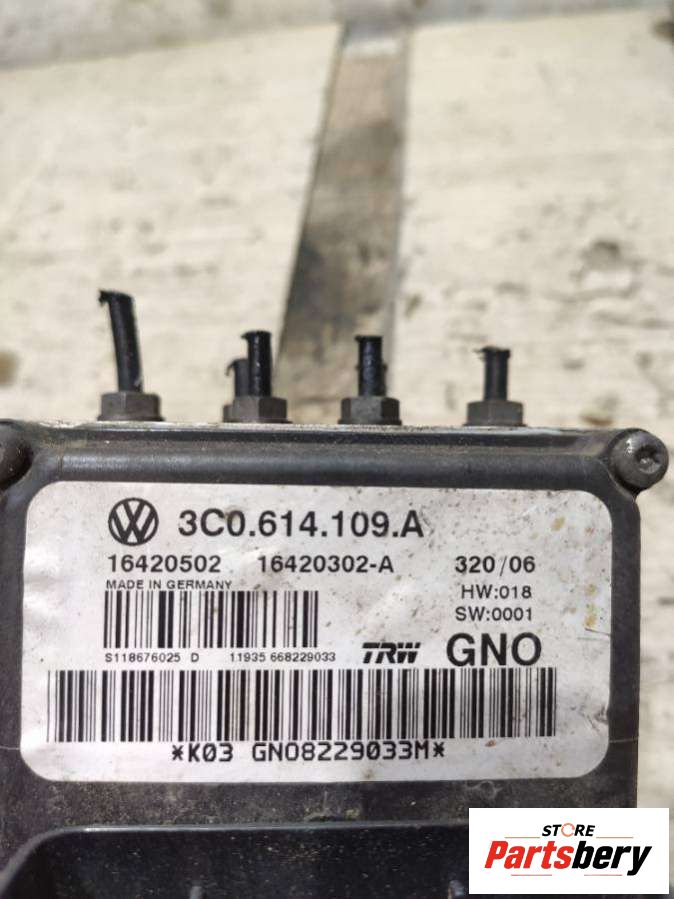 3C0.614.109.A
16420502 16420302-A 320/06
MADE IN GERMANY HW:018
SW:0001
S118676025 D 11935 668229033 TRW GNO
*K03 GNO8229033M*
STORE
Partsbery